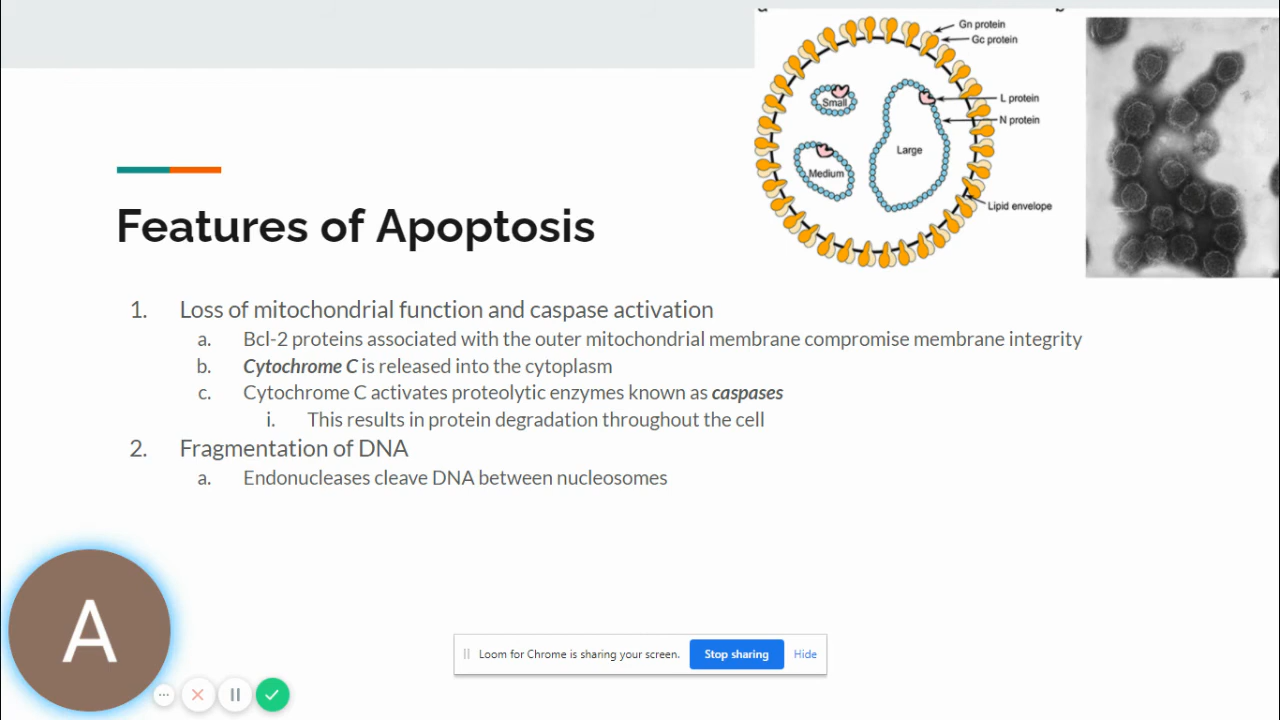 Gn protein
Gc protein
Small
L protein
N protein
Large
Medium
Lipid envelope
Features of Apoptosis
1. Loss of mitochondrial function and caspase activation
a. Bcl-2 proteins associated with the outer mitochondrial membrane compromise membrane integrity
b. Cytochrome C is released into the cytoplasm
c. Cytochrome C activates proteolytic enzymes known as caspases
i. This results in protein degradation throughout the cell
2. Fragmentation of DNA
a. Endonucleases cleave DNA between nucleosomes
A
Loom for Chrome is sharing your screen. Stop sharing Hide